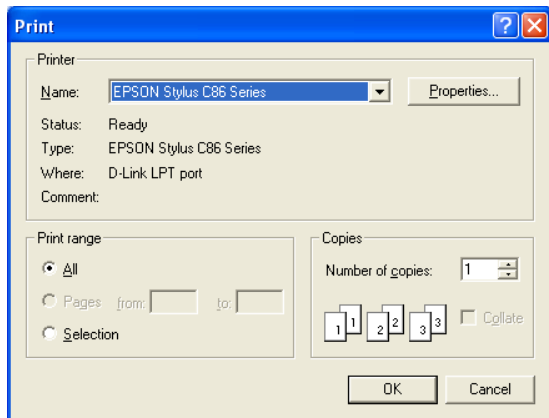 Print
Printer
Name: EPSON Stylus C86 Series Properties...
Status: Ready
Type: EPSON Stylus C86 Series
Where: D-Link LPT port
Comment:
Print range
All
Pages from: to:
Selection
Copies
Number of copies: 1
1 1 2 2 3 3 Collate
OK Cancel